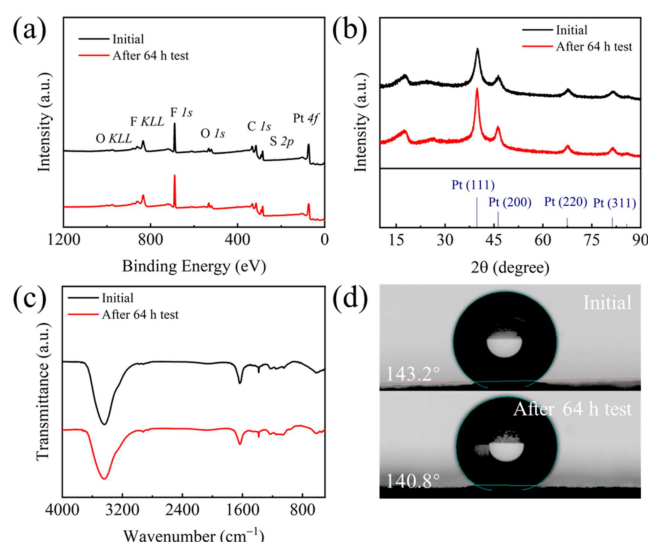 (a)
Initial
After 64 h test
O KLL
F KLL
F 1s
O 1s
C 1s
S 2p
Pt 4f
Intensity (a.u.)
1200 800 400 0
Binding Energy (eV)
(b)
Initial
After 64 h test
Pt (111)
Pt (200)
Pt (220)
Pt (311)
Intensity (a.u.)
15 30 45 60 75 90
2θ (degree)
(c)
Initial
After 64 h test
Transmittance (a.u.)
4000 3200 2400 1600 800
Wavenumber (cm⁻¹)
(d)
Initial
143.2°
After 64 h test
140.8°